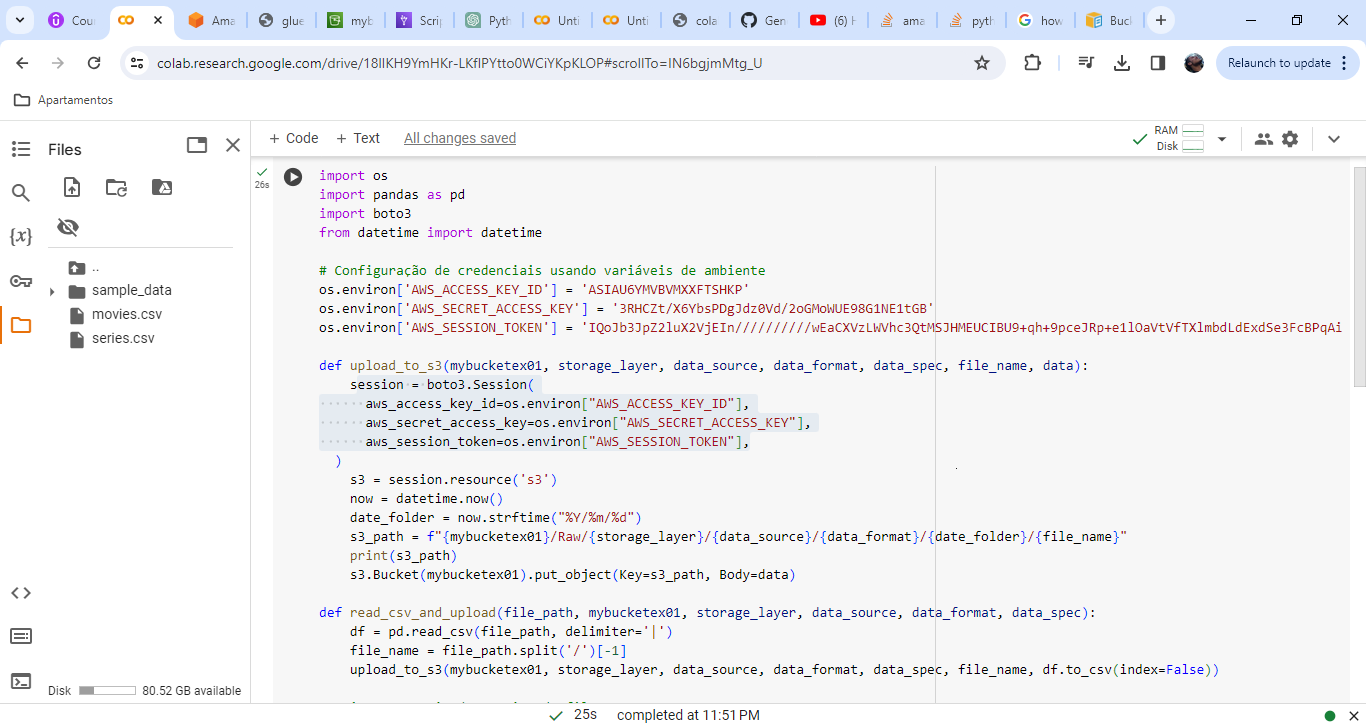 Cou
Ama
glue
myb
Scri
Pyth
Unti
Unti
cola
Gen
(6) H
ama
pyth
how
Buck
colab.research.google.com/drive/18IlKH9YmHKr-LKfIPYtto0WCiYKpKLOP#scrollTo=IN6bgjmMtg_U
Relaunch to update
Apartamentos
Files
+ Code + Text All changes saved
RAM
Disk
..
sample_data
movies.csv
series.csv
Disk 80.52 GB available
26s
import os
import pandas as pd
import boto3
from datetime import datetime
# Configuração de credenciais usando variáveis de ambiente
os.environ['AWS_ACCESS_KEY_ID'] = 'ASIAU6YMVBVMXXFTSHKP'
os.environ['AWS_SECRET_ACCESS_KEY'] = '3RHCZt/X6YbsPDgJdz0Vd/2oGMoWUE98G1NE1tGB'
os.environ['AWS_SESSION_TOKEN'] = 'IQoJb3JpZ2luX2VjEIn//////////wEaCXVzLWVhc3QtMSJHMEUCIBU9+qh+9pceJRp+e1lOaVtVfTXlmbdLdExdSe3FcBPqAi
def upload_to_s3(mybucketex01, storage_layer, data_source, data_format, data_spec, file_name, data):
session = boto3.Session(
aws_access_key_id=os.environ["AWS_ACCESS_KEY_ID"],
aws_secret_access_key=os.environ["AWS_SECRET_ACCESS_KEY"],
aws_session_token=os.environ["AWS_SESSION_TOKEN"],
)
s3 = session.resource('s3')
now = datetime.now()
date_folder = now.strftime("%Y/%m/%d")
s3_path = f"{mybucketex01}/Raw/{storage_layer}/{data_source}/{data_format}/{date_folder}/{file_name}"
print(s3_path)
s3.Bucket(mybucketex01).put_object(Key=s3_path, Body=data)
def read_csv_and_upload(file_path, mybucketex01, storage_layer, data_source, data_format, data_spec):
df = pd.read_csv(file_path, delimiter='|')
file_name = file_path.split('/')[-1]
upload_to_s3(mybucketex01, storage_layer, data_source, data_format, data_spec, file_name, df.to_csv(index=False))
25s completed at 11:51 PM